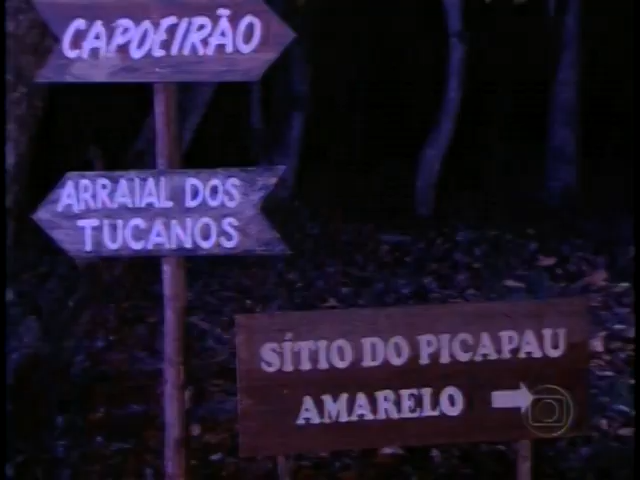 CAPOEIRÃO
ARRAIAL DOS
TUCANOS
SÍTIO DO PICAPAU
AMARELO